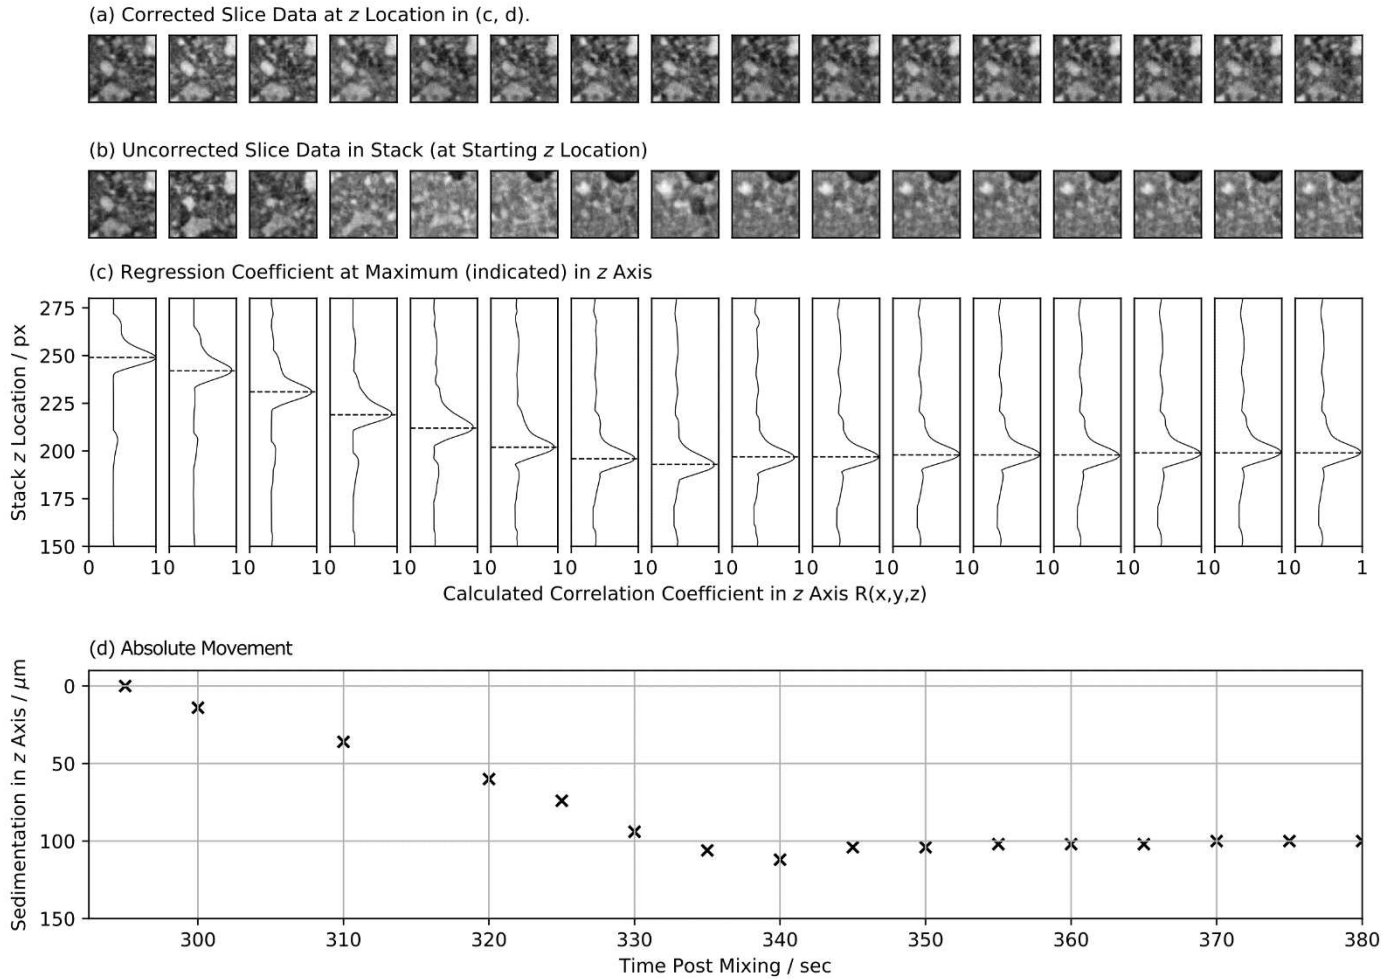 (a) Corrected Slice Data at z Location in (c, d).
(b) Uncorrected Slice Data in Stack (at Starting z Location)
(c) Regression Coefficient at Maximum (indicated) in z Axis
Stack z Location / px
275
250
225
200
175
150
0 10 10 10 10 10 10 10 10 10 10 10 10 10 10 10 1
Calculated Correlation Coefficient in z Axis R(x,y,z)
(d) Absolute Movement
Sedimentation in z Axis / μm
0
50
100
150
300 310 320 330 340 350 360 370 380
Time Post Mixing / sec